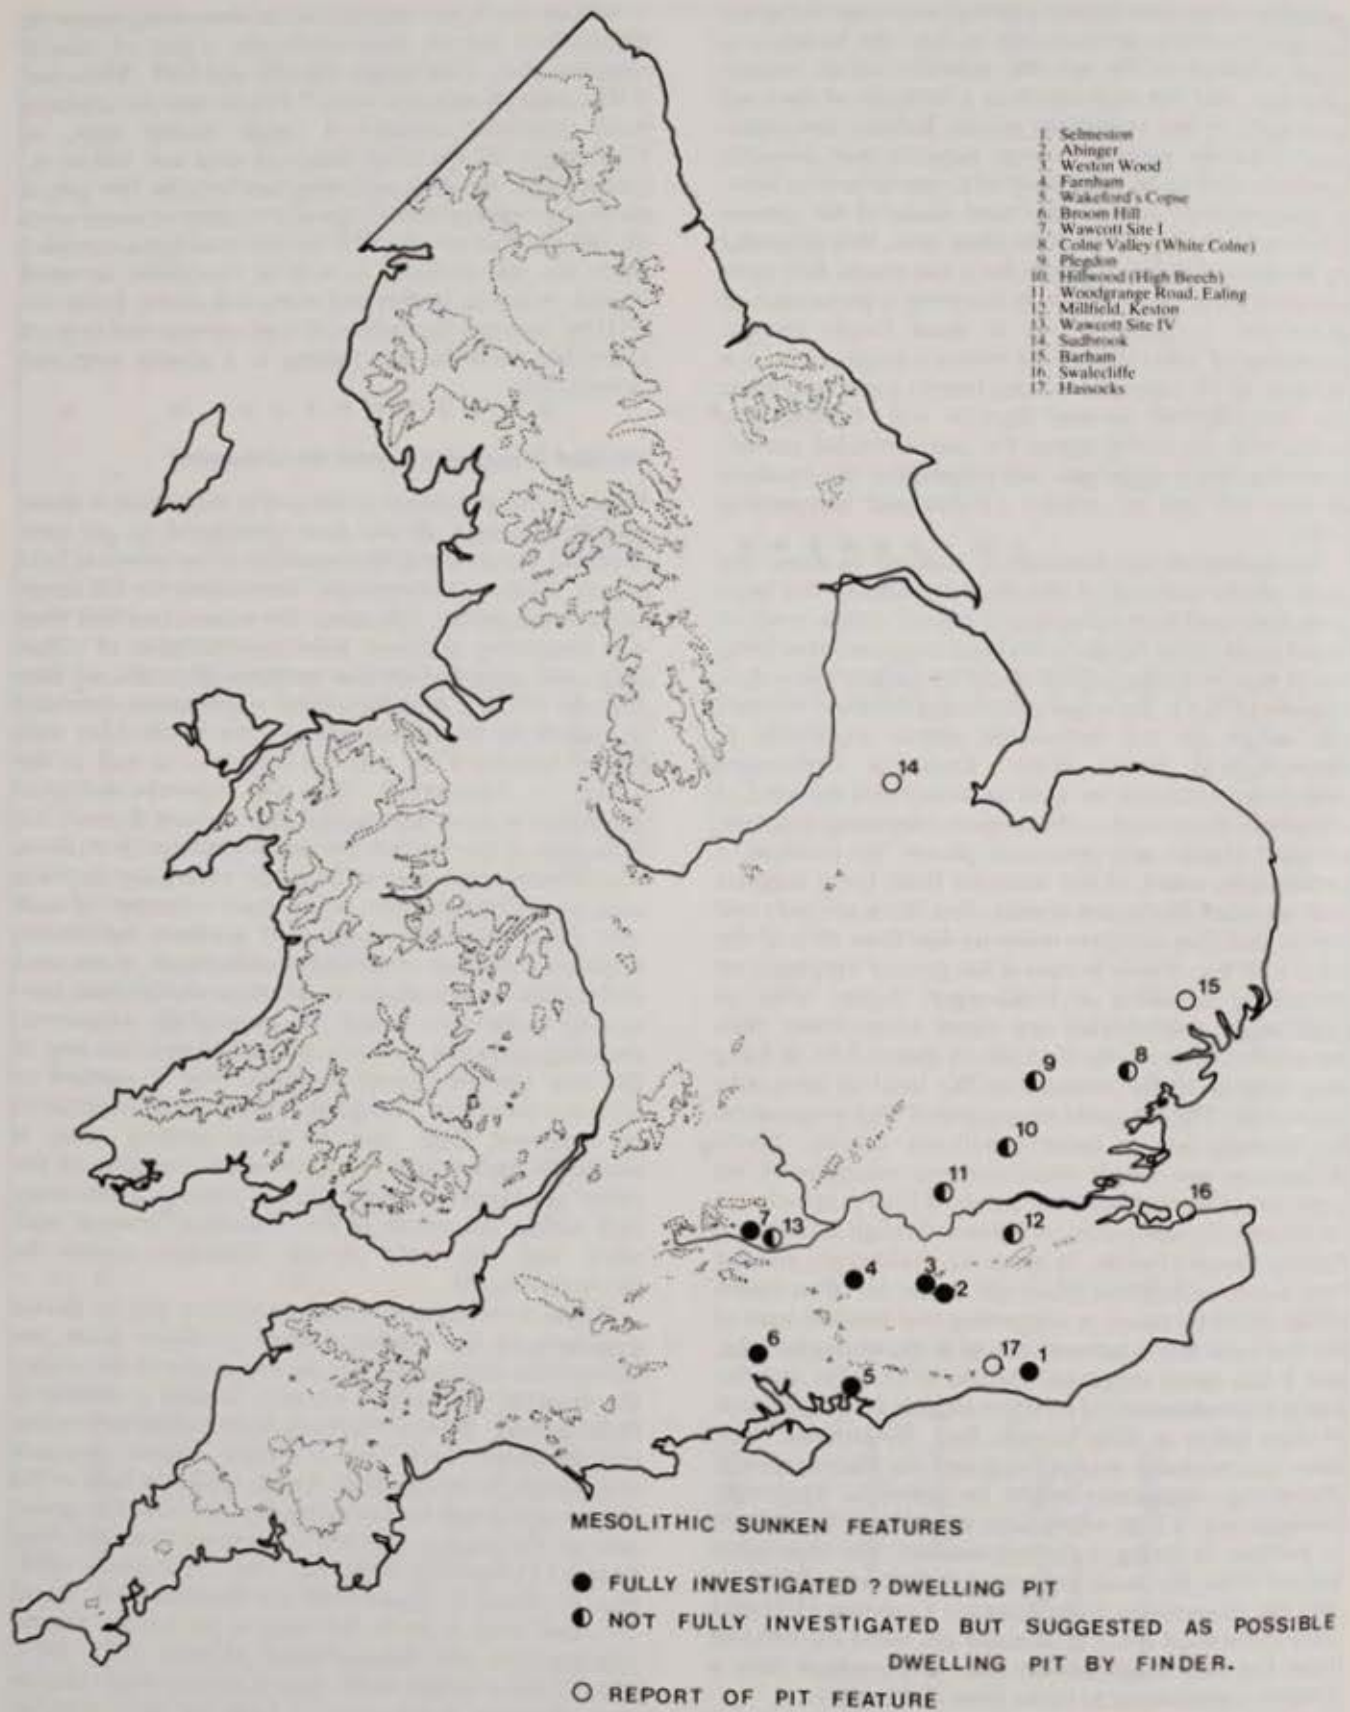 1. Selmeston
2. Abinger
3. Weston Wood
4. Farnham
5. Wakeford's Copse
6. Broom Hill
7. Wawcott Site I
8. Colne Valley (White Colne)
9. Plegdon
10. Hillwood (High Beech)
11. Woodgrange Road, Ealing
12. Millfield, Keston
13. Wawcott Site IV
14. Sudbrook
15. Barham
16. Swalecliffe
17. Hassocks
14
15
8
9
10
11
16
12
7
13
4
3
2
6
17
1
5
MESOLITHIC SUNKEN FEATURES
FULLY INVESTIGATED ? DWELLING PIT
NOT FULLY INVESTIGATED BUT SUGGESTED AS POSSIBLE
DWELLING PIT BY FINDER.
REPORT OF PIT FEATURE